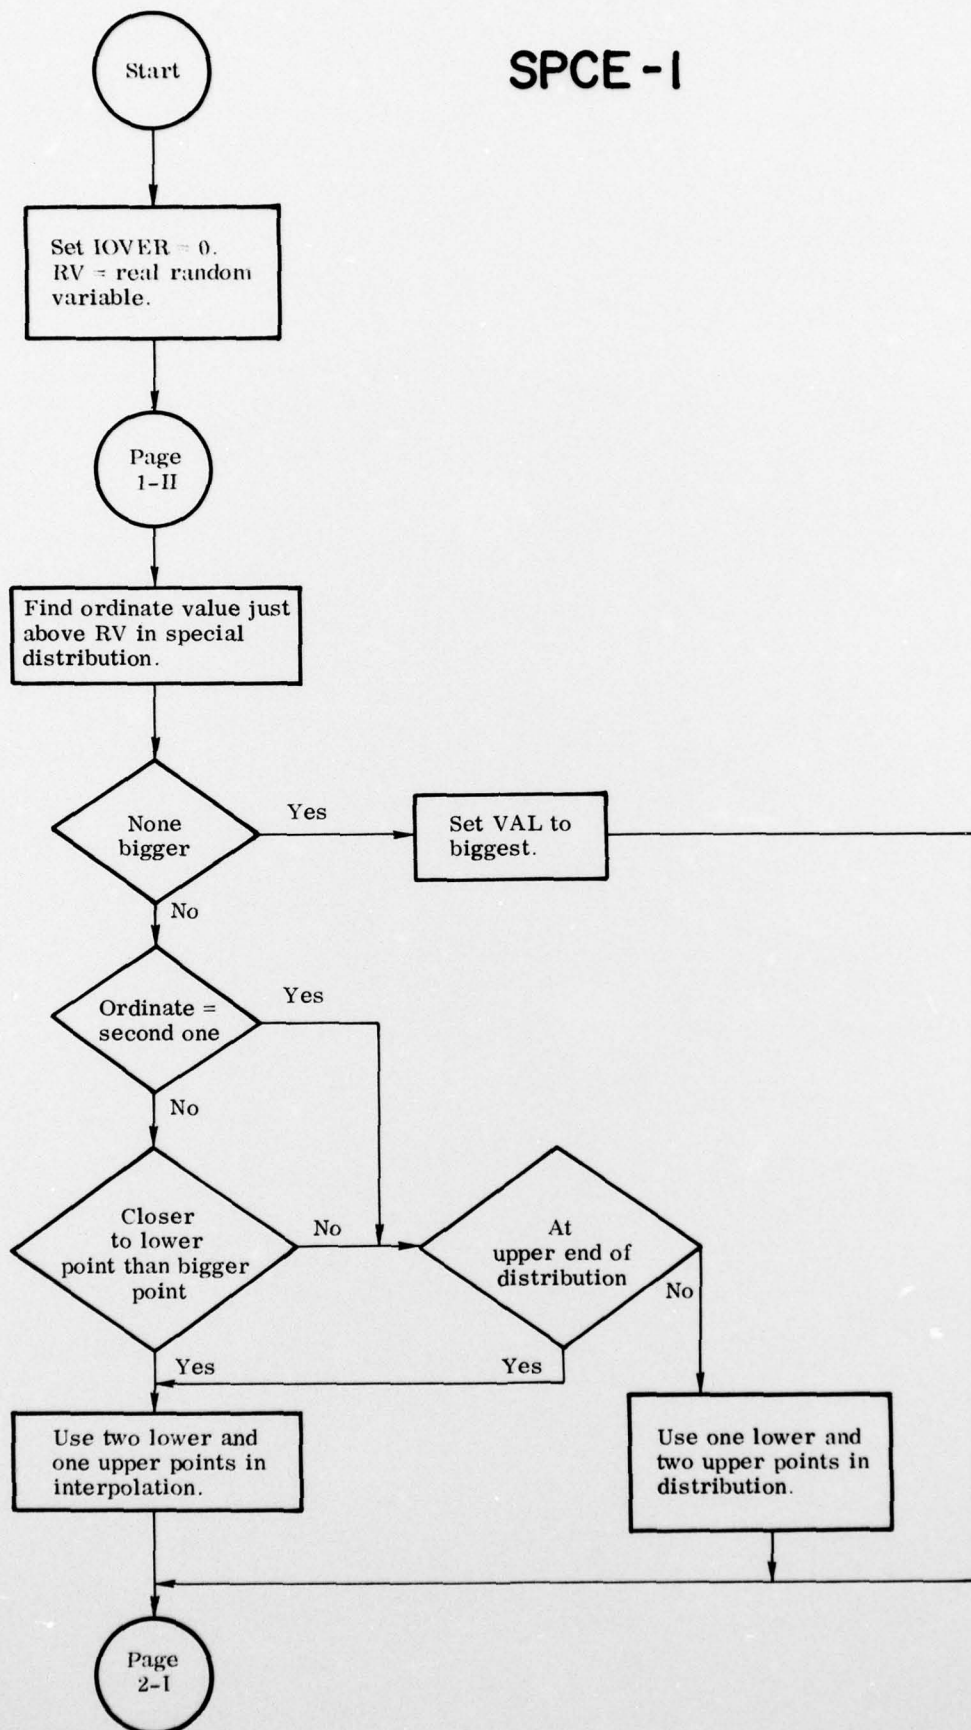 SPCE-1
Start
Set IOVER = 0.
RV = real random
variable.
Page
1-II
Find ordinate value just
above RV in special
distribution.
None
bigger
Yes
Set VAL to
biggest.
No
Ordinate =
second one
Yes
No
Closer
to lower
point than bigger
point
No
At
upper end of
distribution
No
Yes
Yes
Use two lower and
one upper points in
interpolation.
Use one lower and
two upper points in
distribution.
Page
2-I